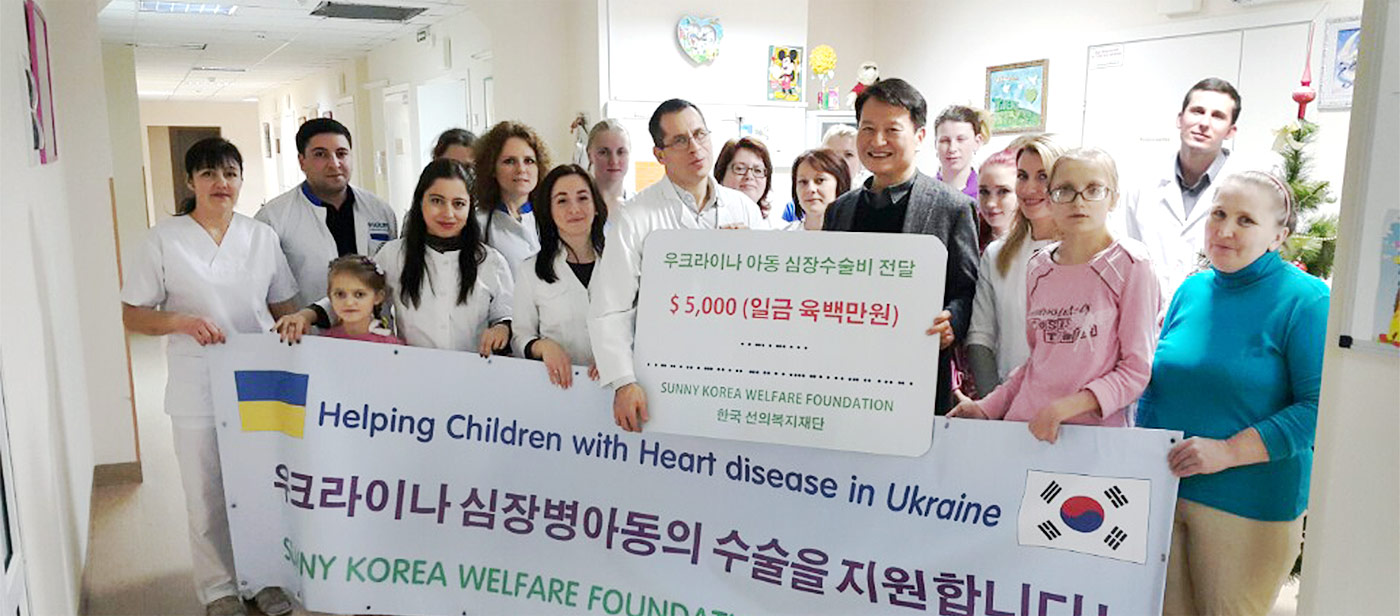 우크라이나 아동 심장수술비 전달
$ 5,000 (일금 육백만원)
SUNNY KOREA WELFARE FOUNDATION
한국 선의복지재단
Helping Children with Heart disease in Ukraine
우크라이나 심장병아동의 수술을 지원합니다!
SUNNY KOREA WELFARE FOUNDATION